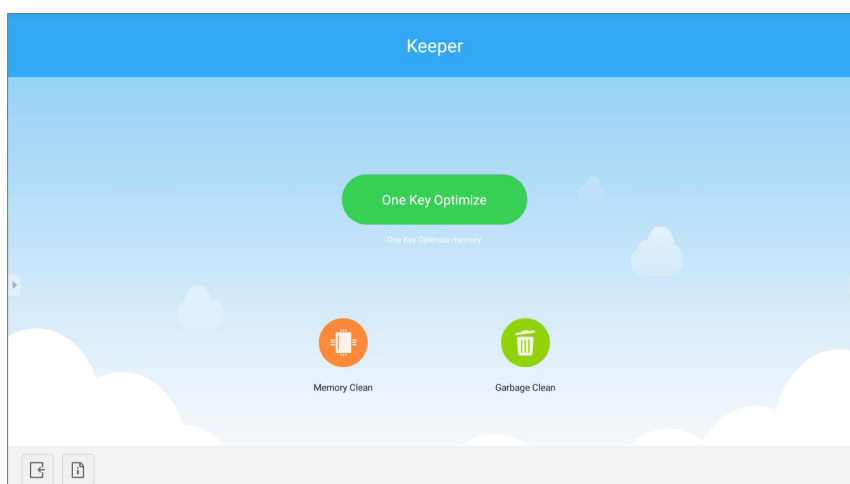 Keeper
One Key Optimize
One Key Optimize memory
Memory Clean
Garbage Clean